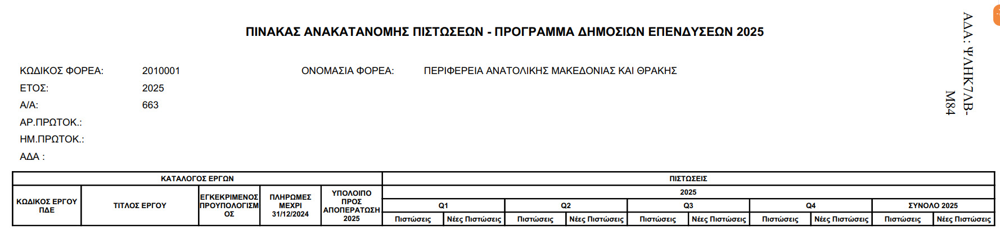 ΠΙΝΑΚΑΣ ΑΝΑΚΑΤΑΝΟΜΗΣ ΠΙΣΤΩΣΕΩΝ - ΠΡΟΓΡΑΜΜΑ ΔΗΜΟΣΙΩΝ ΕΠΕΝΔΥΣΕΩΝ 2025
ΑΔΑ: ΨΛΗΚ7ΛΒ-
Μ84
ΚΩΔΙΚΟΣ ΦΟΡΕΑ: 2010001 ΟΝΟΜΑΣΙΑ ΦΟΡΕΑ: ΠΕΡΙΦΕΡΕΙΑ ΑΝΑΤΟΛΙΚΗΣ ΜΑΚΕΔΟΝΙΑΣ ΚΑΙ ΘΡΑΚΗΣ
ΕΤΟΣ: 2025
Α/Α: 663
ΑΡ.ΠΡΩΤΟΚ.:
ΗΜ.ΠΡΩΤΟΚ.:
ΑΔΑ :
ΚΑΤΑΛΟΓΟΣ ΕΡΓΩΝ ΠΙΣΤΩΣΕΙΣ
ΚΩΔΙΚΟΣ ΕΡΓΟΥ
ΠΔΕ
ΤΙΤΛΟΣ ΕΡΓΟΥ
ΕΓΚΕΚΡΙΜΕΝΟΣ
ΠΡΟΥΠΟΛΟΓΙΣΜ
ΟΣ
ΠΛΗΡΩΜΕΣ
ΜΕΧΡΙ
31/12/2024
ΥΠΟΛΟΙΠΟ
ΠΡΟΣ
ΑΠΟΠΕΡΑΤΩΣΗ
2025
2025
Q1 Q2 Q3 Q4 ΣΥΝΟΛΟ 2025
Πιστώσεις Νέες Πιστώσεις Πιστώσεις Νέες Πιστώσεις Πιστώσεις Νέες Πιστώσεις Πιστώσεις Νέες Πιστώσεις Πιστώσεις Νέες Πιστώσεις